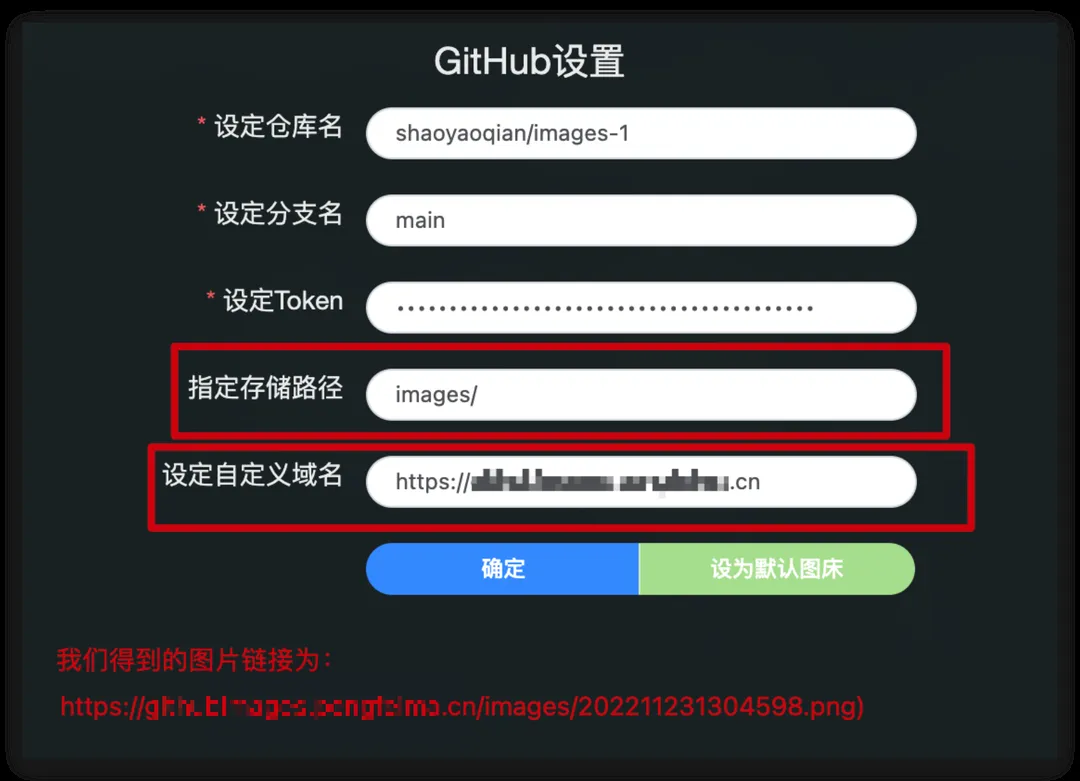 GitHub设置
* 设定仓库名
shaoyaoqian/images-1
* 设定分支名
main
* 设定Token
指定存储路径
images/
设定自定义域名
https:// .cn
确定
设为默认图床
我们得到的图片链接为：
https:// .cn/images/202211231304598.png)